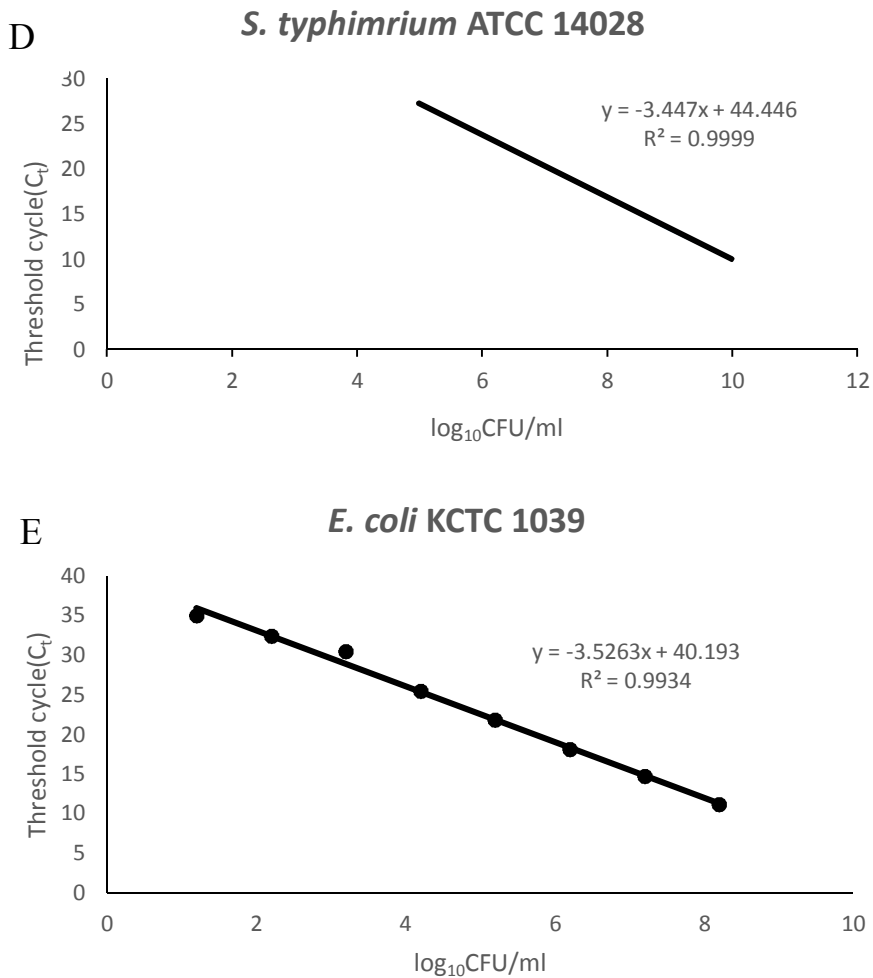 D
S. typhimrium ATCC 14028
30
25
20
15
10
5
0
Threshold cycle(Ct)
y = -3.447x + 44.446
R² = 0.9999
0 2 4 6 8 10 12
log₁₀CFU/ml
E
E. coli KCTC 1039
40
35
30
25
20
15
10
5
0
Threshold cycle(Ct)
y = -3.5263x + 40.193
R² = 0.9934
0 2 4 6 8 10
log₁₀CFU/ml